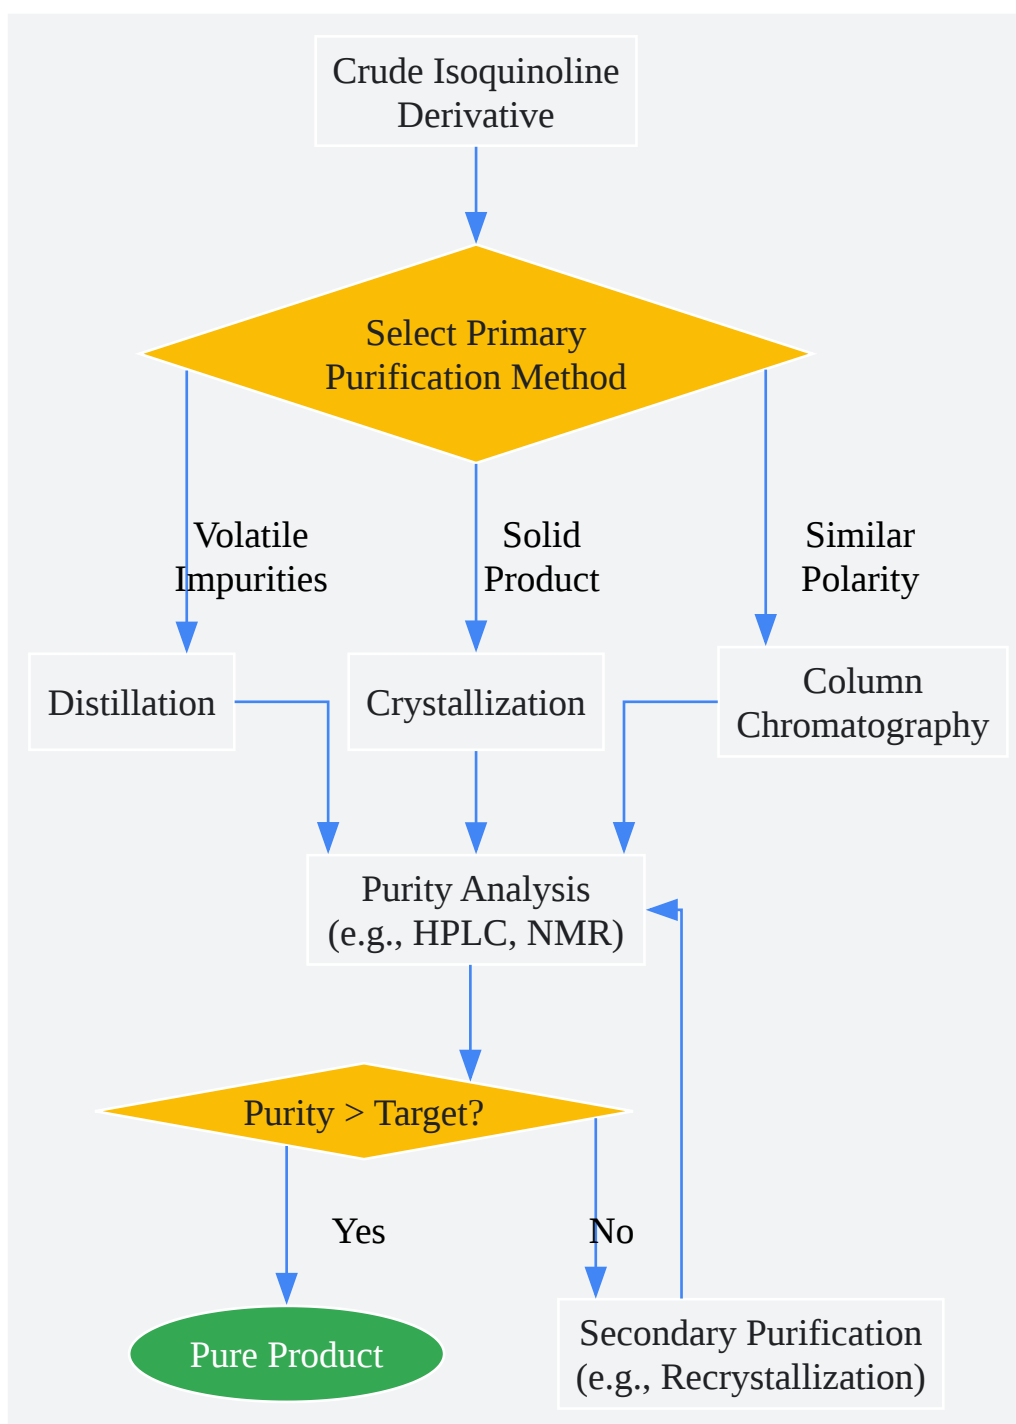 Crude Isoquinoline
Derivative
Select Primary
Purification Method
Volatile
Impurities
Solid
Product
Similar
Polarity
Distillation
Crystallization
Column
Chromatography
Purity Analysis
(e.g., HPLC, NMR)
Purity > Target?
Yes
No
Pure Product
Secondary Purification
(e.g., Recrystallization)